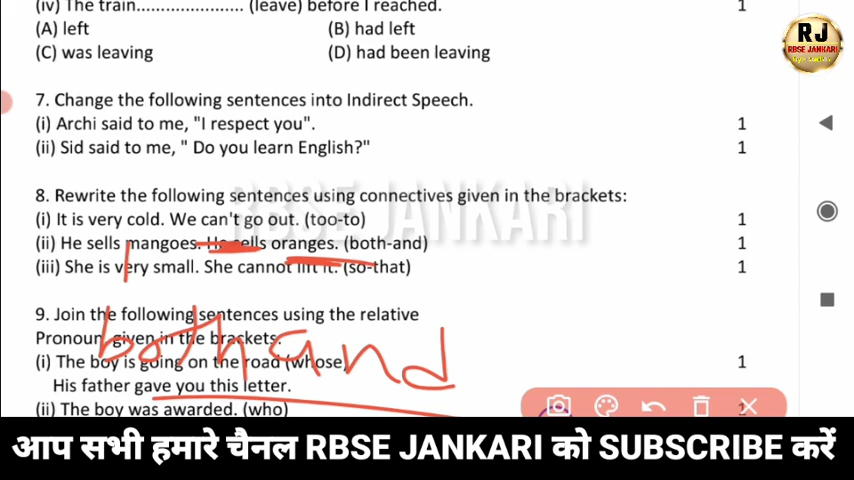 (iv) The train..................... (leave) before I reached. 1
(A) left (B) had left
(C) was leaving (D) had been leaving
RJ
RBSE JANKARI
7. Change the following sentences into Indirect Speech.
(i) Archi said to me, "I respect you". 1
(ii) Sid said to me, " Do you learn English?" 1
RBSE JANKARI
8. Rewrite the following sentences using connectives given in the brackets:
(i) It is very cold. We can't go out. (too-to) 1
(ii) He sells mangoes. He sells oranges. (both-and) 1
(iii) She is very small. She cannot lift it. (so-that) 1
9. Join the following sentences using the relative
Pronoun given in the brackets.
both and
(i) The boy is going on the road (whose) 1
His father gave you this letter.
(ii) The boy was awarded. (who) 1
आप सभी हमारे चैनल RBSE JANKARI को SUBSCRIBE करें